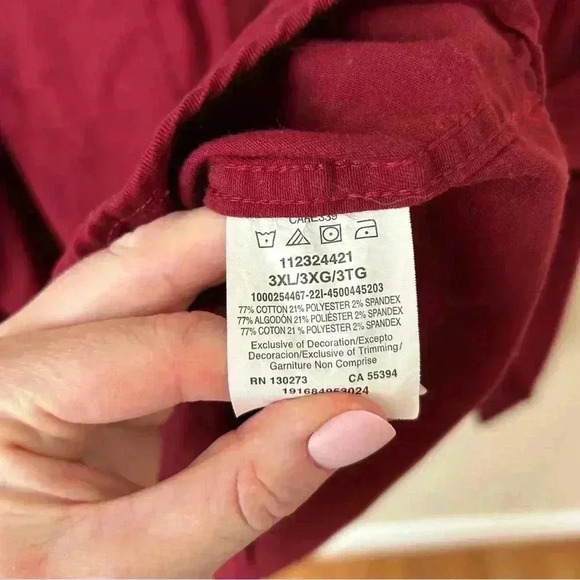 CARE339
112324421
3XL/3XG/3TG
1000254467-22I-4500445203
77% COTTON 21% POLYESTER 2% SPANDEX
77% ALGODÓN 21% POLIÉSTER 2% SPANDEX
77% COTON 21 % POLYESTER 2% SPANDEX
Exclusive of Decoration/Excepto
Decoracion/Exclusive of Trimming/
Garniture Non Comprise
RN 130273 CA 55394
191684953024